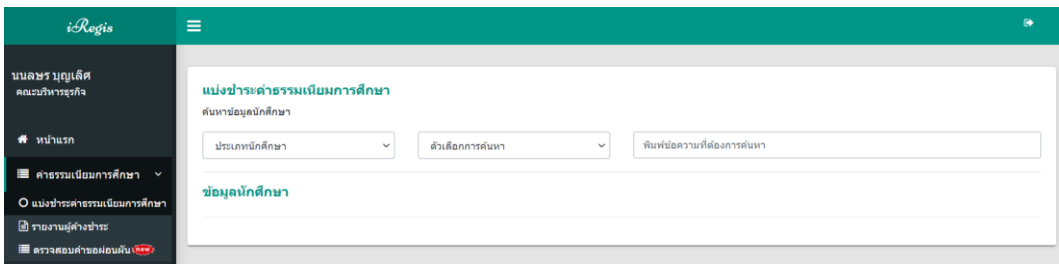 iRegis
นนลษร บุญเลิศ
คณะบริหารธุรกิจ
หน้าแรก
ค่าธรรมเนียมการศึกษา
แบ่งชำระค่าธรรมเนียมการศึกษา
รายงานผู้ค้างชำระ
ตรวจสอบคำขอผ่อนผัน new
แบ่งชำระค่าธรรมเนียมการศึกษา
ค้นหาข้อมูลนักศึกษา
ประเภทนักศึกษา ตัวเลือกการค้นหา พิมพ์ข้อความที่ต้องการค้นหา
ข้อมูลนักศึกษา